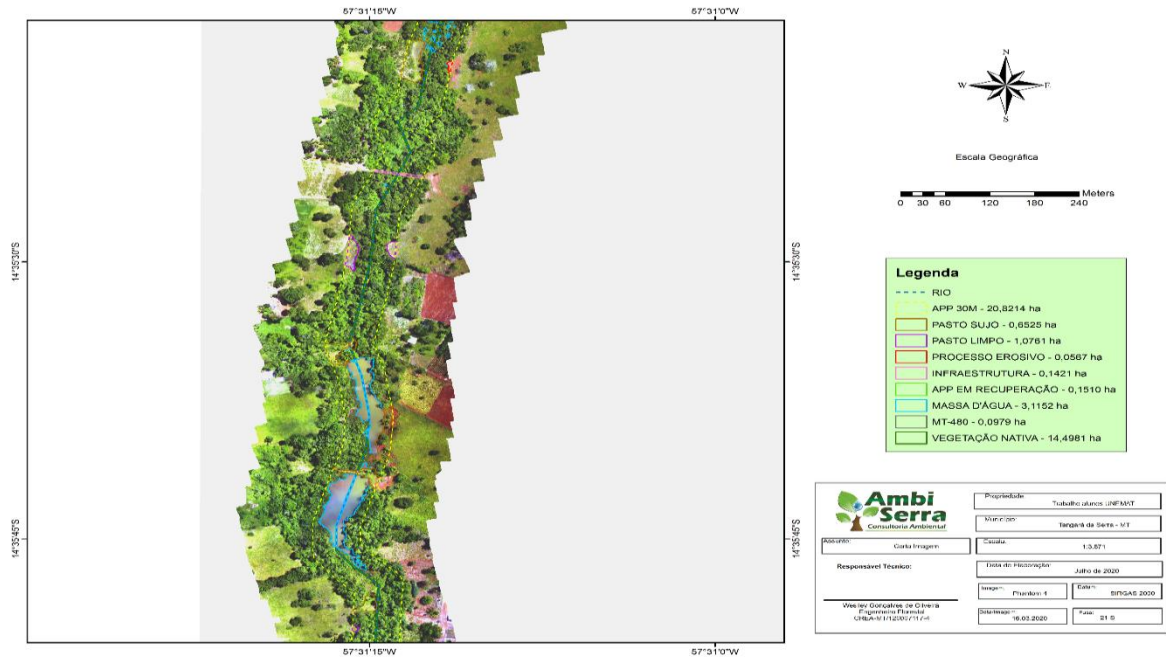 57°31'15"W
57°31'0"W
14°35'30"S
14°35'45"S
14°35'30"S
14°35'45"S
57°31'15"W
57°31'0"W
N
W
E
S
Escala Geográfica
Meters
0 30 60 120 180 240
Legenda
RIO
APP 30M - 20,8214 ha
PASTO SUJO - 0,6525 ha
PASTO LIMPO - 1,0761 ha
PROCESSO EROSIVO - 0,0567 ha
INFRAESTRUTURA - 0,1421 ha
APP EM RECUPERAÇÃO - 0,1510 ha
MASSA D'ÁGUA - 3,1152 ha
MT-480 - 0,0979 ha
VEGETAÇÃO NATIVA - 14,4981 ha
Ambi
Serra
Consultoria Ambiental
Propriedade:
Trabalho alunos UNEMAT
Município:
Tangará da Serra - MT
Assunto:
Carta Imagem
Escala:
1:3.871
Responsável Técnico:
Data de Elaboração:
Julho de 2020
Imagem:
Phantom 4
Datum:
SIRGAS 2000
Wesley Gonçalves de Oliveira
Engenheiro Florestal
Data Imagem:
16.03.2020
Fuso:
21 S